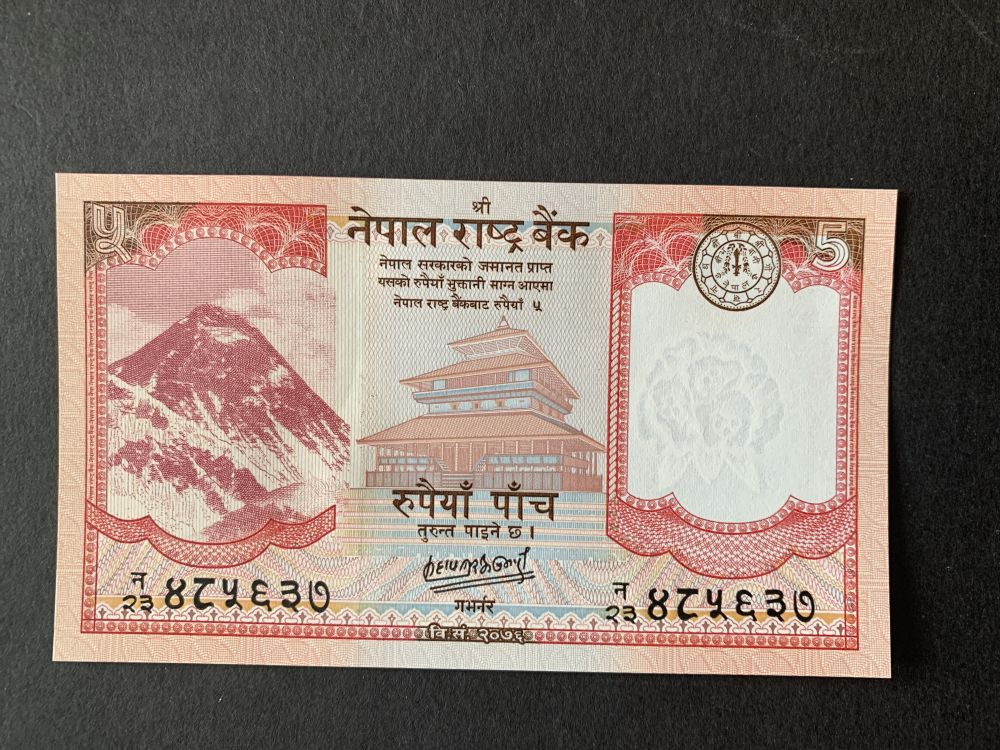 श्री
नेपाल राष्ट्र बैंक
५
5
नेपाल सरकारको जमानत प्राप्त
यसको रुपैयाँ भुक्तानी माग्न आएमा
नेपाल राष्ट्र बैंकबाट रुपैयाँ ५
रुपैयाँ पाँच
तुरुन्त पाइने छ ।
गभर्नर
न
२३ ४८५६३७
न
२३ ४८५६३७
वि.सं. २०७६